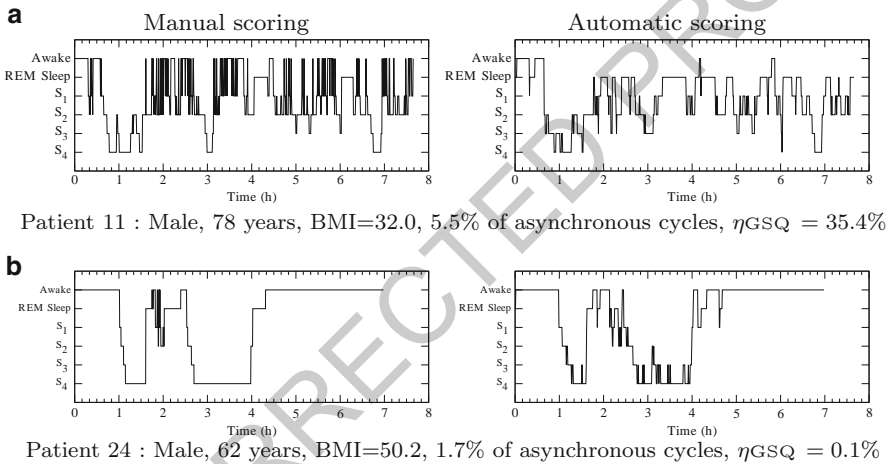 a
Manual scoring Automatic scoring
Awake
REM Sleep
S1
S2
S3
S4
0 1 2 3 4 5 6 7 8
Time (h)
Awake
REM Sleep
S1
S2
S3
S4
0 1 2 3 4 5 6 7 8
Time (h)
Patient 11 : Male, 78 years, BMI=32.0, 5.5% of asynchronous cycles, ηGSQ = 35.4%
b
Awake
REM Sleep
S1
S2
S3
S4
0 1 2 3 4 5 6 7 8
Time (h)
Awake
REM Sleep
S1
S2
S3
S4
0 1 2 3 4 5 6 7 8
Time (h)
Patient 24 : Male, 62 years, BMI=50.2, 1.7% of asynchronous cycles, ηGSQ = 0.1%
RRECTED PRO